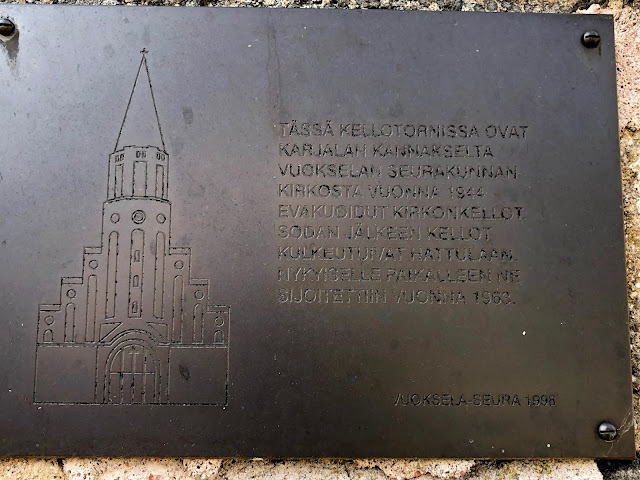 TÄSSÄ KELLOTORNISSA OVAT
KARJALAN KANNAKSELTA
VUOKSELAN SEURAKUNNAN
KIRKOSTA VUONNA 1944
EVAKUOIDUT KIRKONKELLOT.
SODAN JÄLKEEN KELLOT
KULKEUTUIVAT HATTULAAN.
NYKYISELLE PAIKALLEEN NE
SIJOITETTIIN VUONNA 1963.
VUOKSELA-SEURA 1998